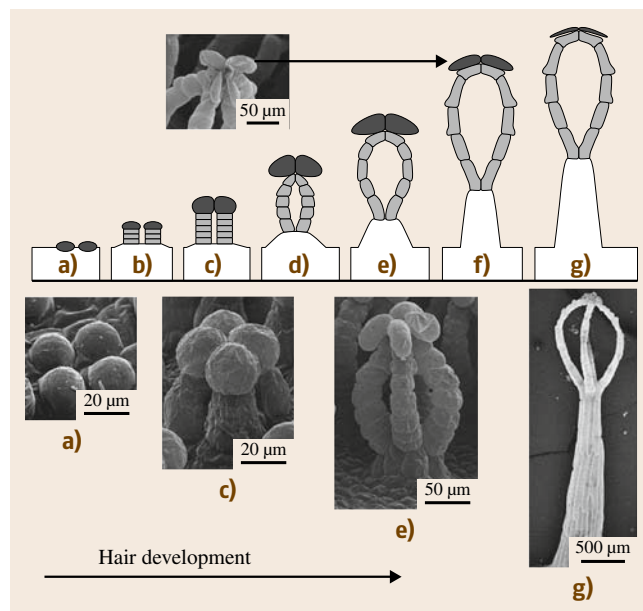 50 µm
a)
b)
c)
d)
e)
f)
g)
20 µm
a)
20 µm
c)
50 µm
e)
500 µm
g)
Hair development